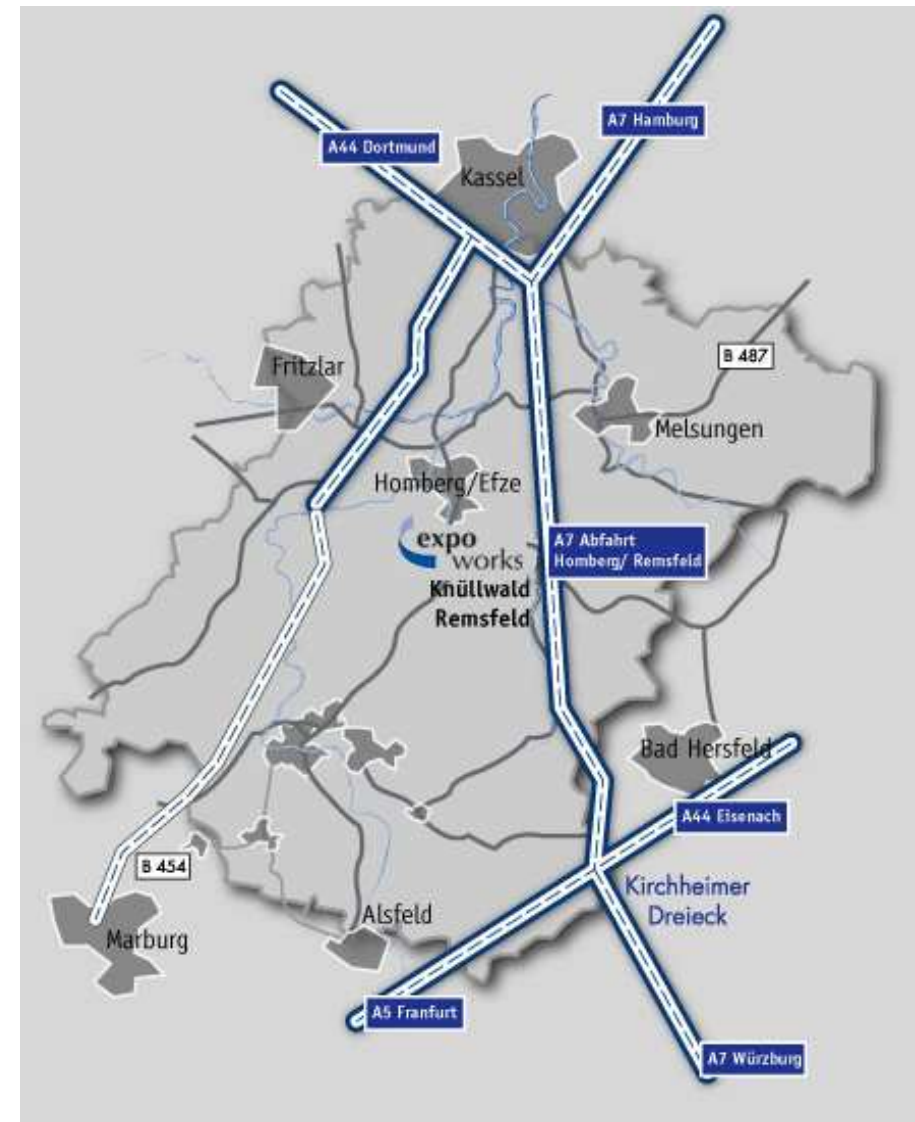 A7 Hamburg
A44 Dortmund
Kassel
B 487
Fritzlar
Melsungen
Homberg/Efze
expo
works
Knüllwald
Remsfeld
A7 Abfahrt
Homberg/ Remsfeld
Bad Hersfeld
A44 Eisenach
B 454
Kirchheimer
Dreieck
Alsfeld
Marburg
A5 Franfurt
A7 Würzburg